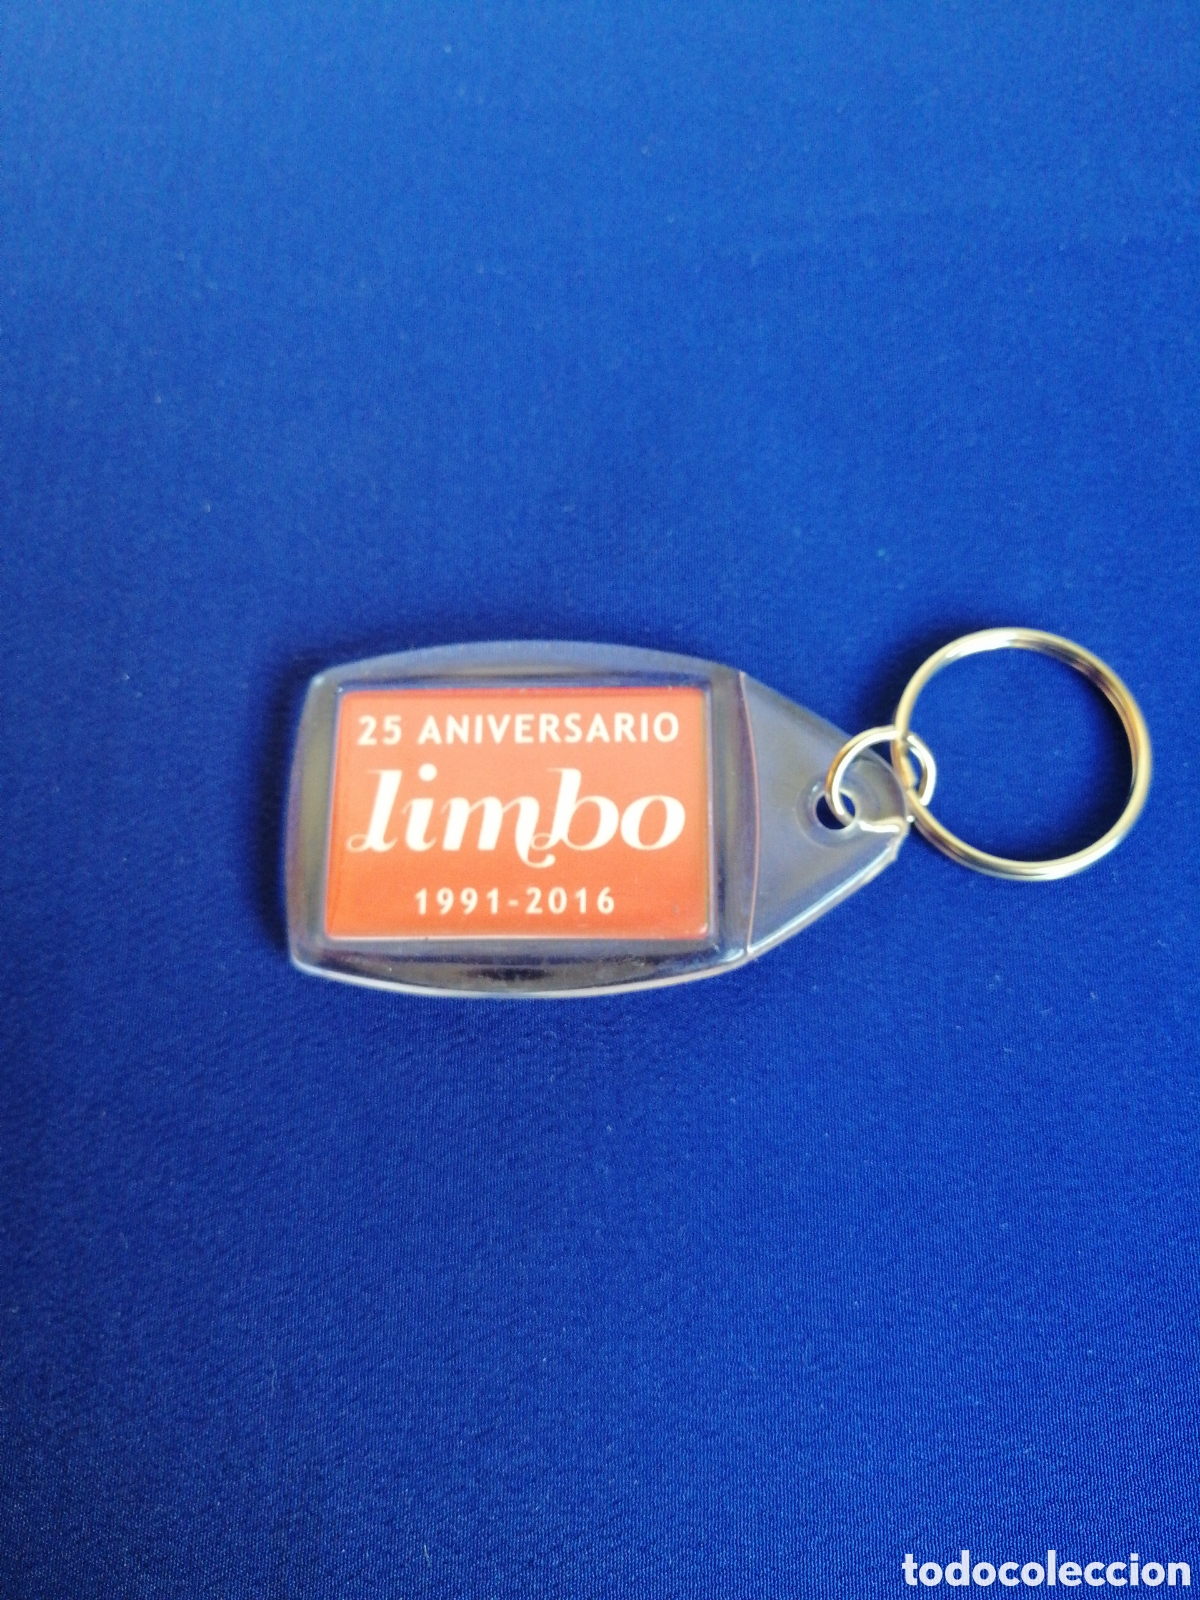 25 ANIVERSARIO
limbo
1991-2016
todocoleccion